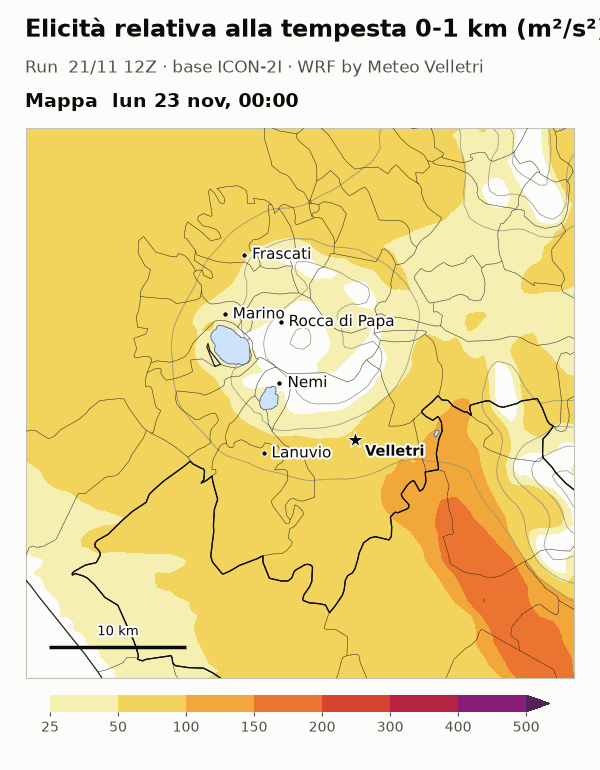 Elicità relativa alla tempesta 0-1 km (m²/s²)
Run 21/11 12Z · base ICON-2I · WRF by Meteo Velletri
Mappa lun 23 nov, 00:00
Frascati
Marino
Rocca di Papa
Nemi
Velletri
Lanuvio
10 km
25 50 100 150 200 300 400 500